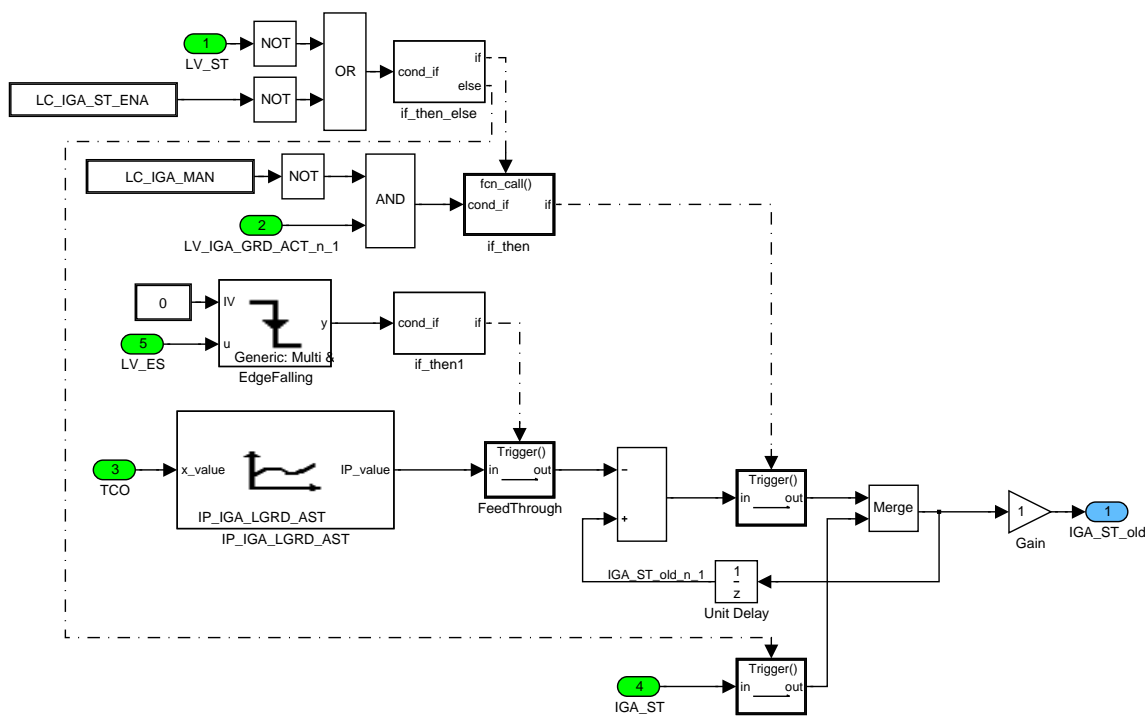 1
LV_ST
NOT
LC_IGA_ST_ENA
NOT
OR
cond_if
if
else
if_then_else
LC_IGA_MAN
NOT
2
LV_IGA_GRD_ACT_n_1
AND
fcn_call()
cond_if
if
if_then
0
IV
5
LV_ES
u
y
Generic: Multi &
EdgeFalling
cond_if
if
if_then1
3
TCO
x_value
IP_value
IP_IGA_LGRD_AST
IP_IGA_LGRD_AST
Trigger()
in
out
FeedThrough
−
+
Trigger()
in
out
Merge
1
Gain
1
IGA_ST_old
IGA_ST_old_n_1
1
z
Unit Delay
4
IGA_ST
Trigger()
in
out